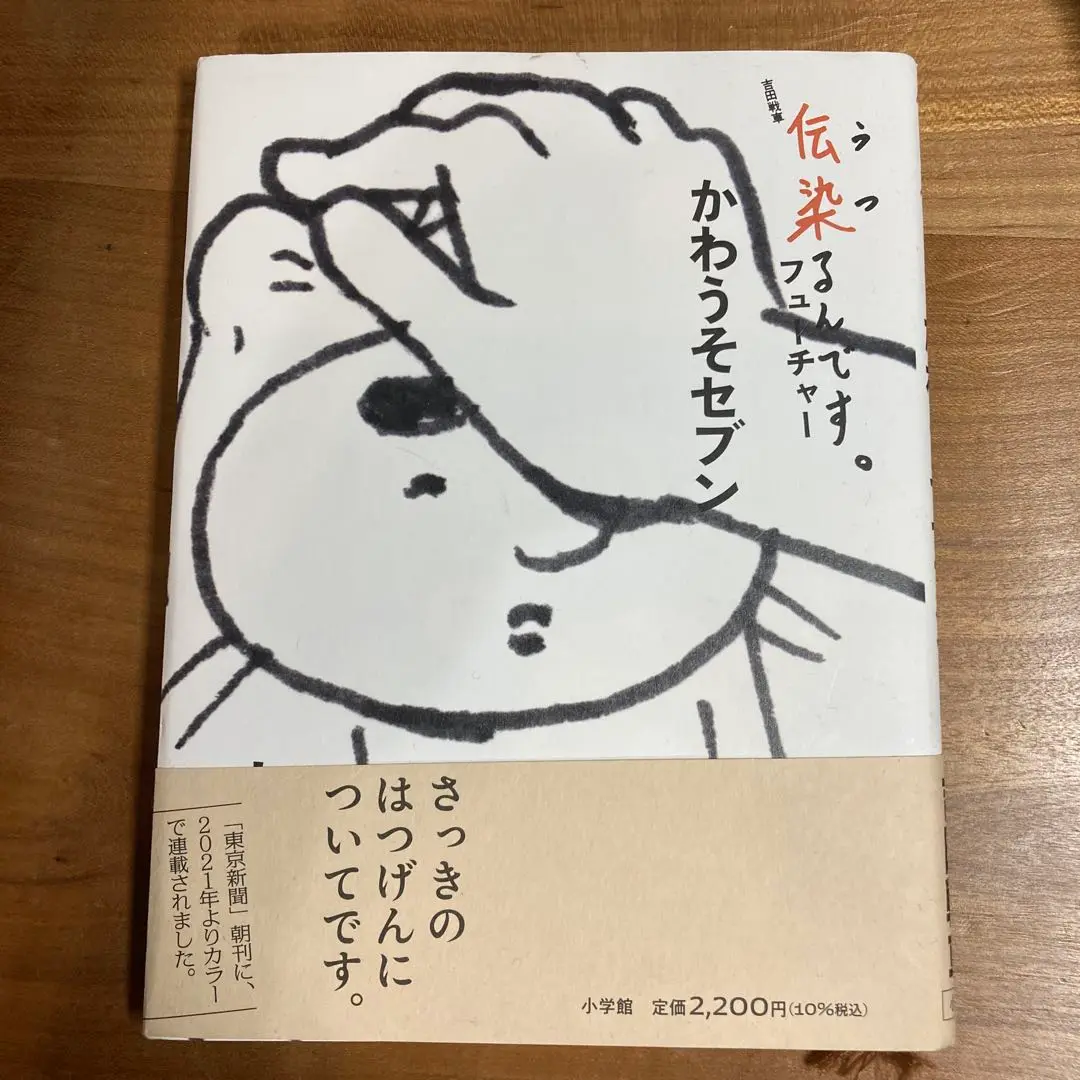 吉田戦車
うつ
伝染るんです。
フューチャー
かわうそセブン
さっきの
はつげんに
ついてです。
「東京新聞」朝刊に、
2021年よりカラー
で連載されました。
小学館 定価2,200円(10%税込)